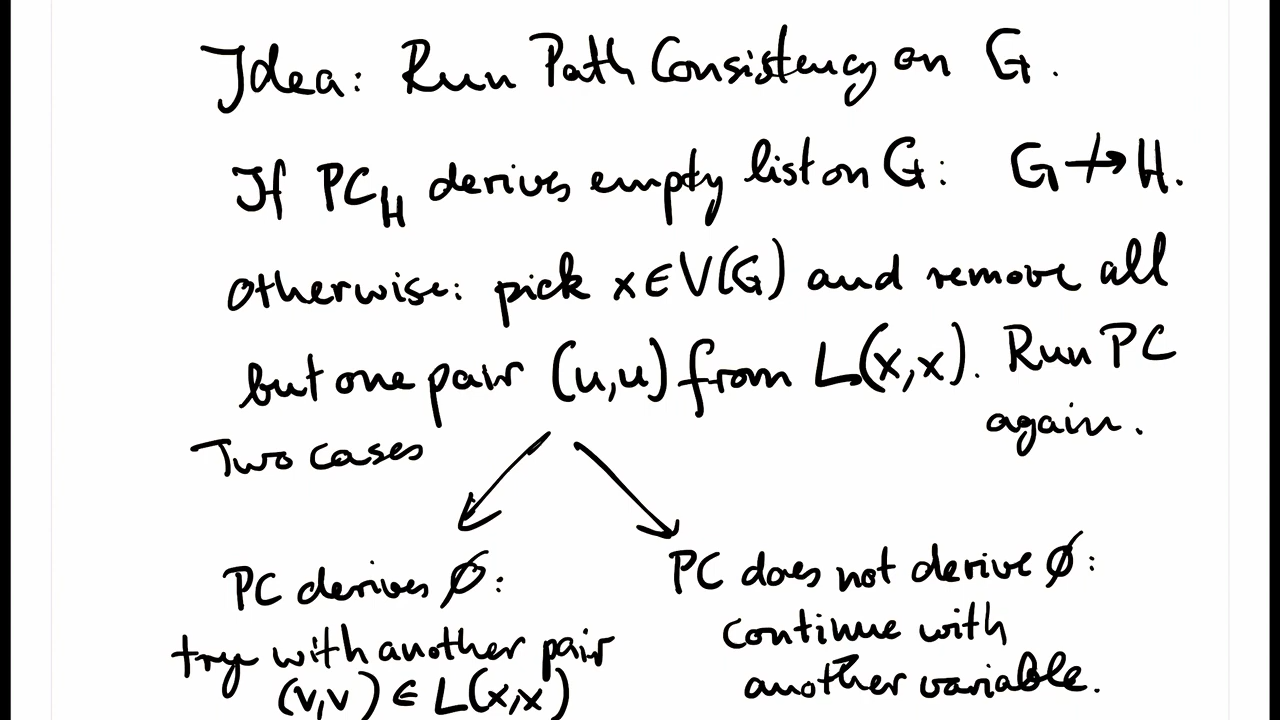 Idea: Run Path Consistency on G.
If PC_H derives empty list on G: G ↛ H.
Otherwise: pick x ∈ V(G) and remove all
but one pair (u,u) from L(x,x). Run PC
again.
Two cases
PC derives ∅:
try with another pair
(v,v) ∈ L(x,x)
PC does not derive ∅:
continue with
another variable.